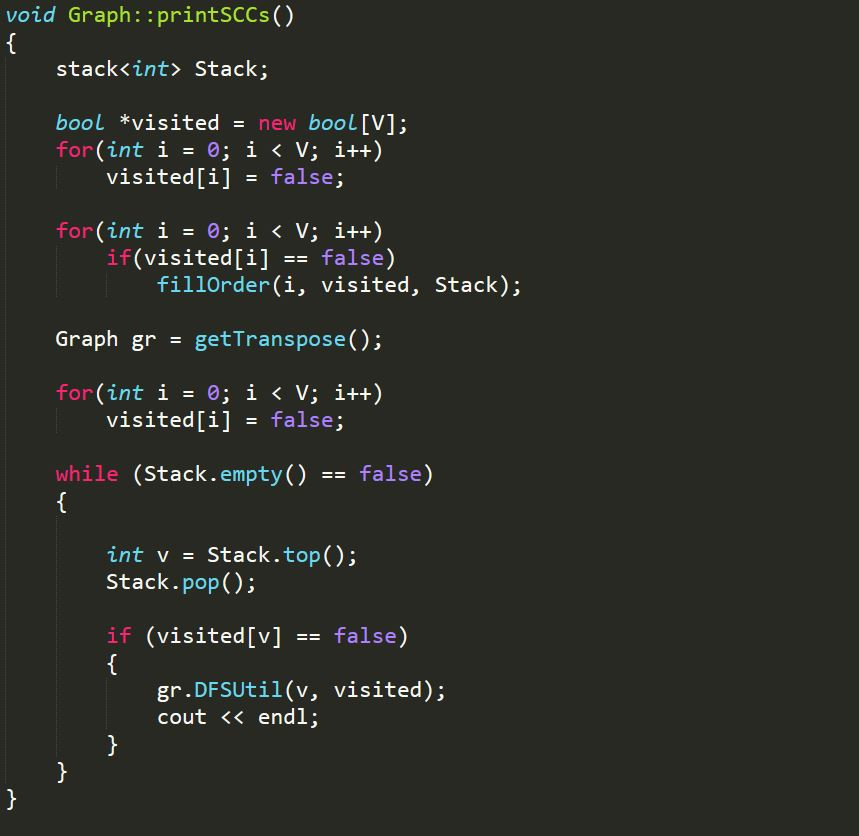 void Graph::printSCCs()
{
    stack<int> Stack;

    bool *visited = new bool[V];
    for(int i = 0; i < V; i++)
        visited[i] = false;

    for(int i = 0; i < V; i++)
        if(visited[i] == false)
            fillOrder(i, visited, Stack);

    Graph gr = getTranspose();

    for(int i = 0; i < V; i++)
        visited[i] = false;

    while (Stack.empty() == false)
    {

        int v = Stack.top();
        Stack.pop();

        if (visited[v] == false)
        {
            gr.DFSUtil(v, visited);
            cout << endl;
        }
    }
}